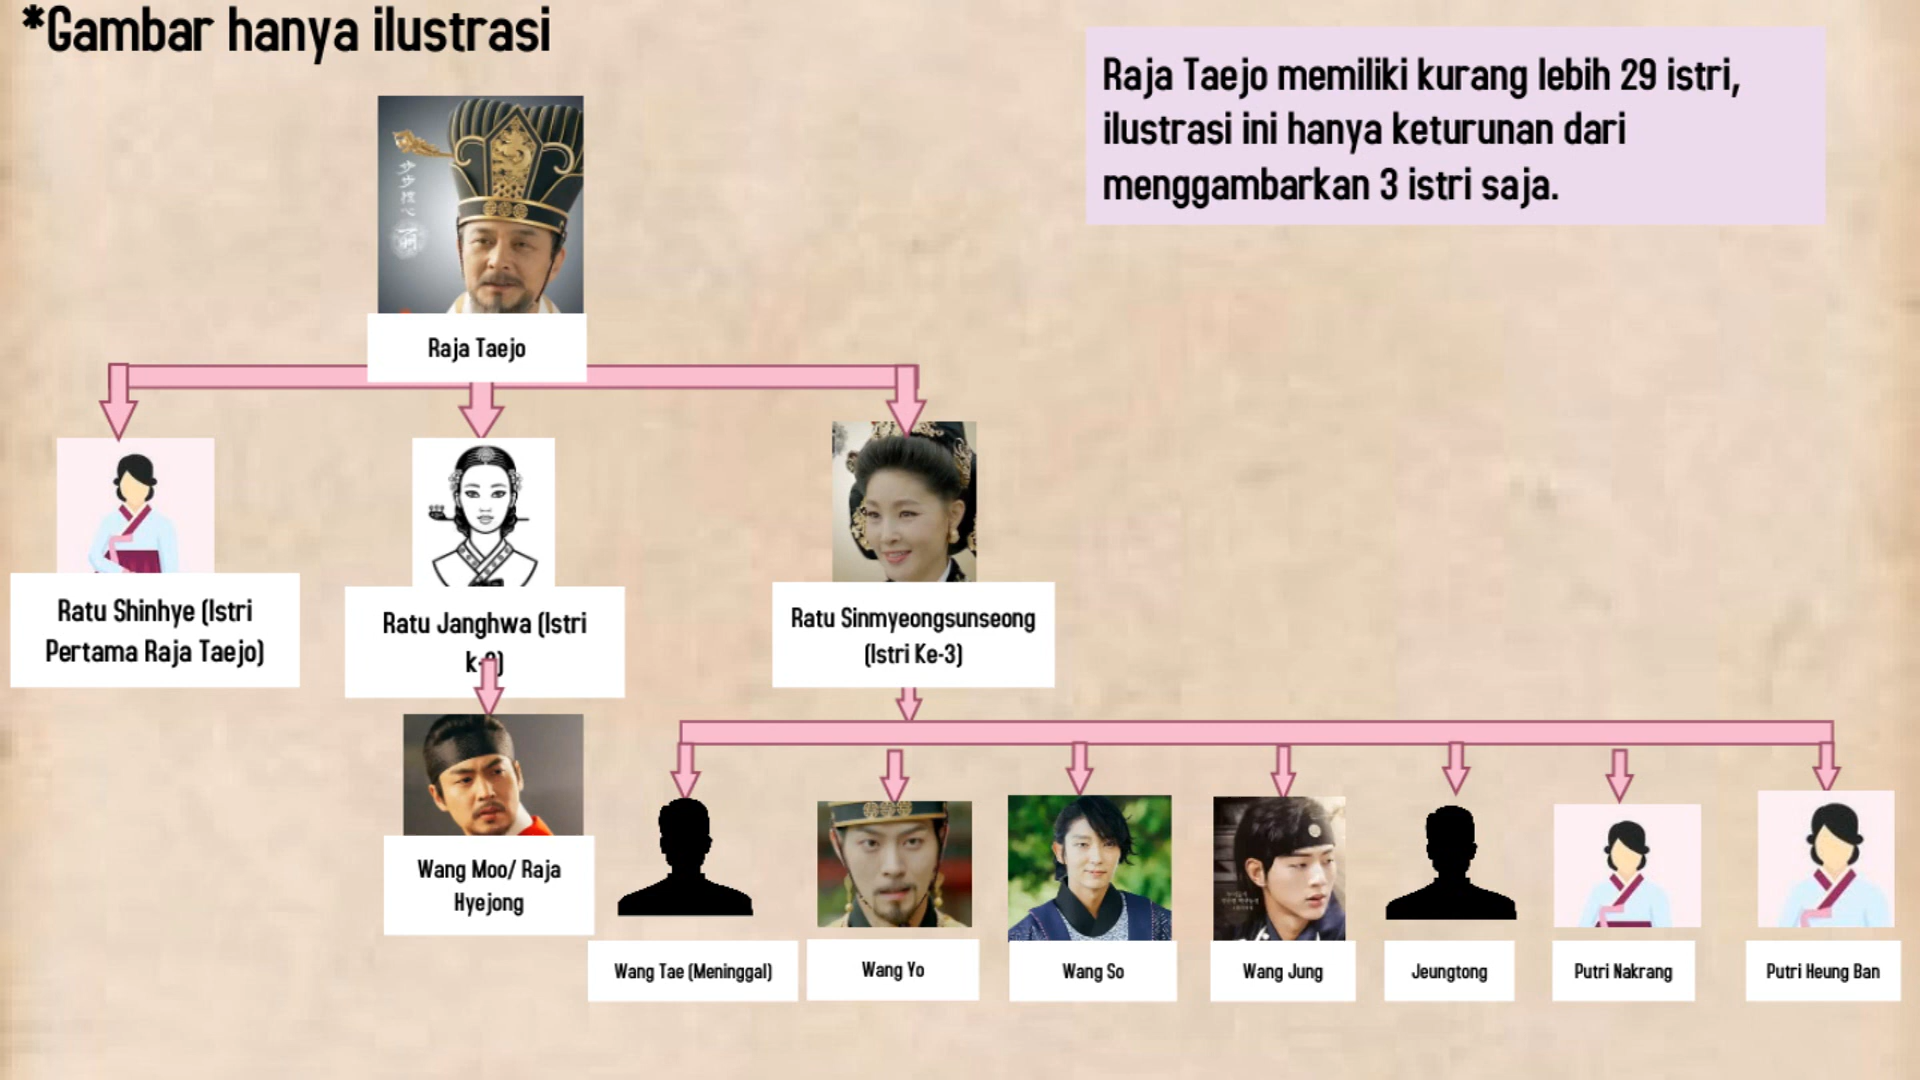 *Gambar hanya ilustrasi
Raja Taejo memiliki kurang lebih 29 istri,
ilustrasi ini hanya keturunan dari
menggambarkan 3 istri saja.
Raja Taejo
Ratu Shinhye (Istri
Pertama Raja Taejo)
Ratu Janghwa (Istri
Ratu Sinmyeongsunseong
(Istri Ke-3)
Wang Moo/ Raja
Hyejong
Wang Tae (Meninggal)
Wang Yo
Wang So
Wang Jung
Jeungtong
Putri Nakrang
Putri Heung Ban